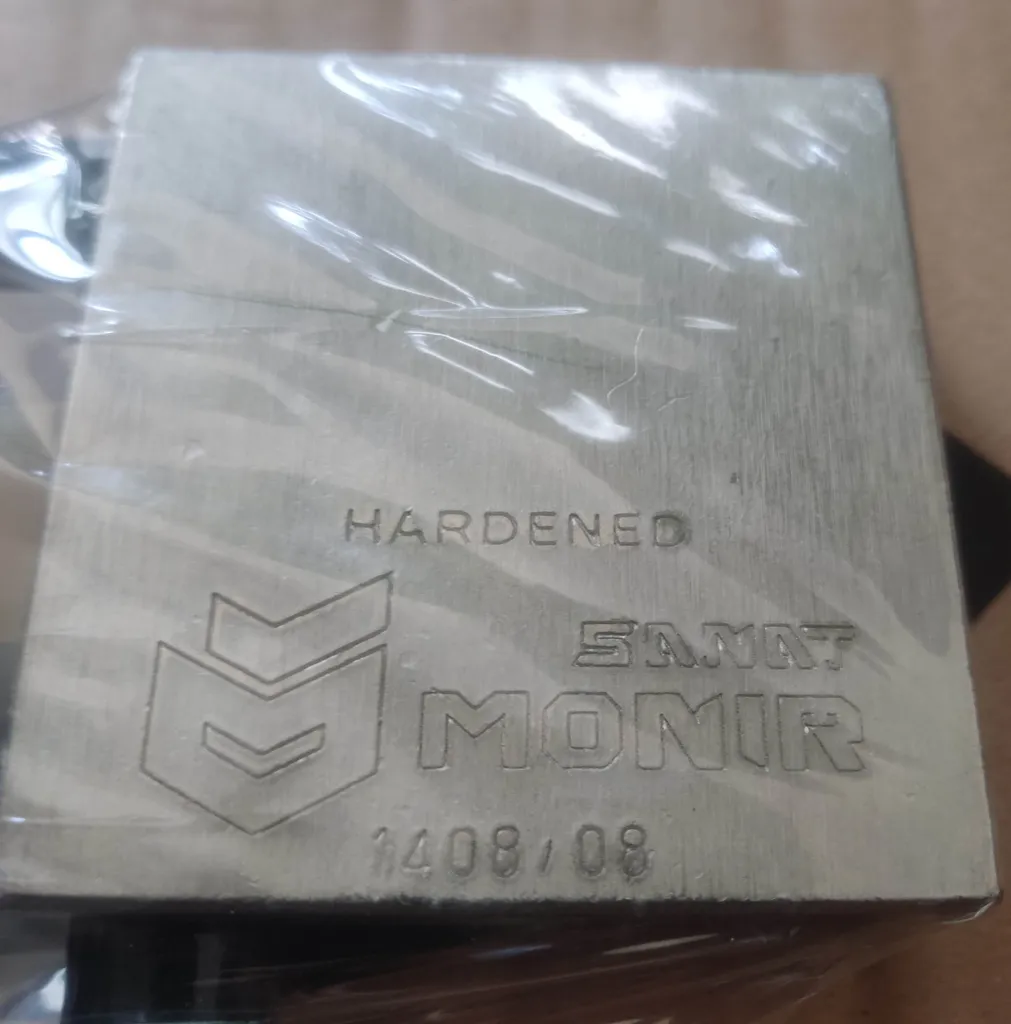 HARDENED
SANAT
MONIR
1408/08